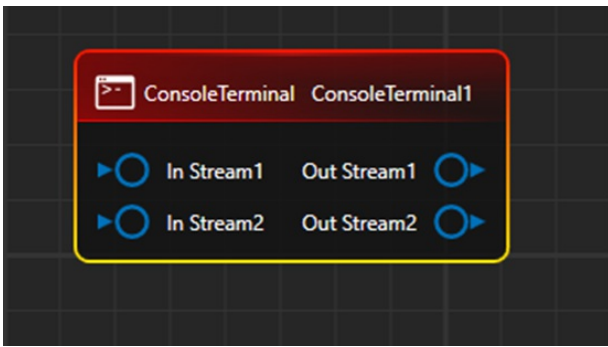 ConsoleTerminal ConsoleTerminal1
In Stream1 Out Stream1
In Stream2 Out Stream2